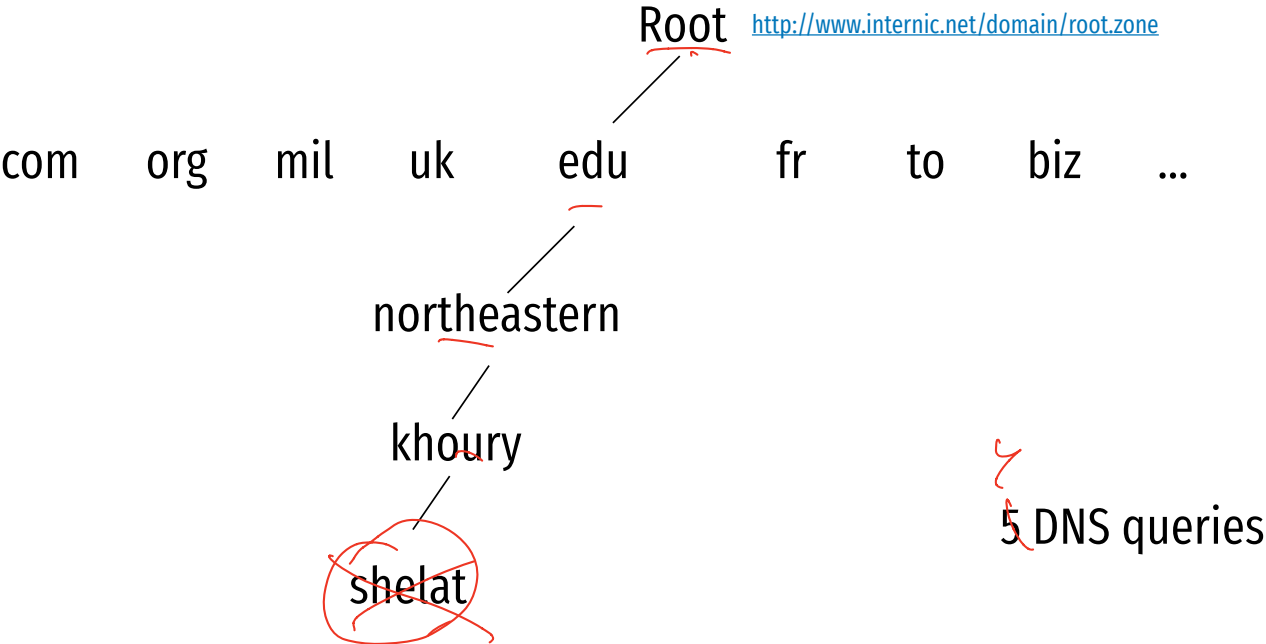 Root http://www.internic.net/domain/root.zone
com org mil uk edu fr to biz ...
northeastern
khoury
5 DNS queries
shelat